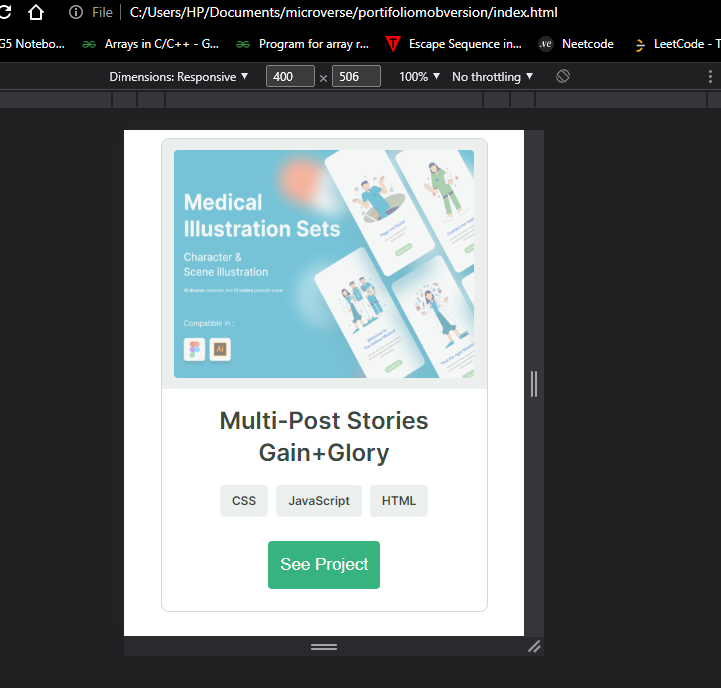 File | C:/Users/HP/Documents/microverse/portifoliomobversion/index.html
G5 Notebo... Arrays in C/C++ - G... Program for array r... Escape Sequence in... Neetcode LeetCode - T
Dimensions: Responsive 400 × 506 100% No throttling
Medical
Illustration Sets
Character &
Scene illustration
Compatible in :
Ai
Multi-Post Stories
Gain+Glory
CSS JavaScript HTML
See Project